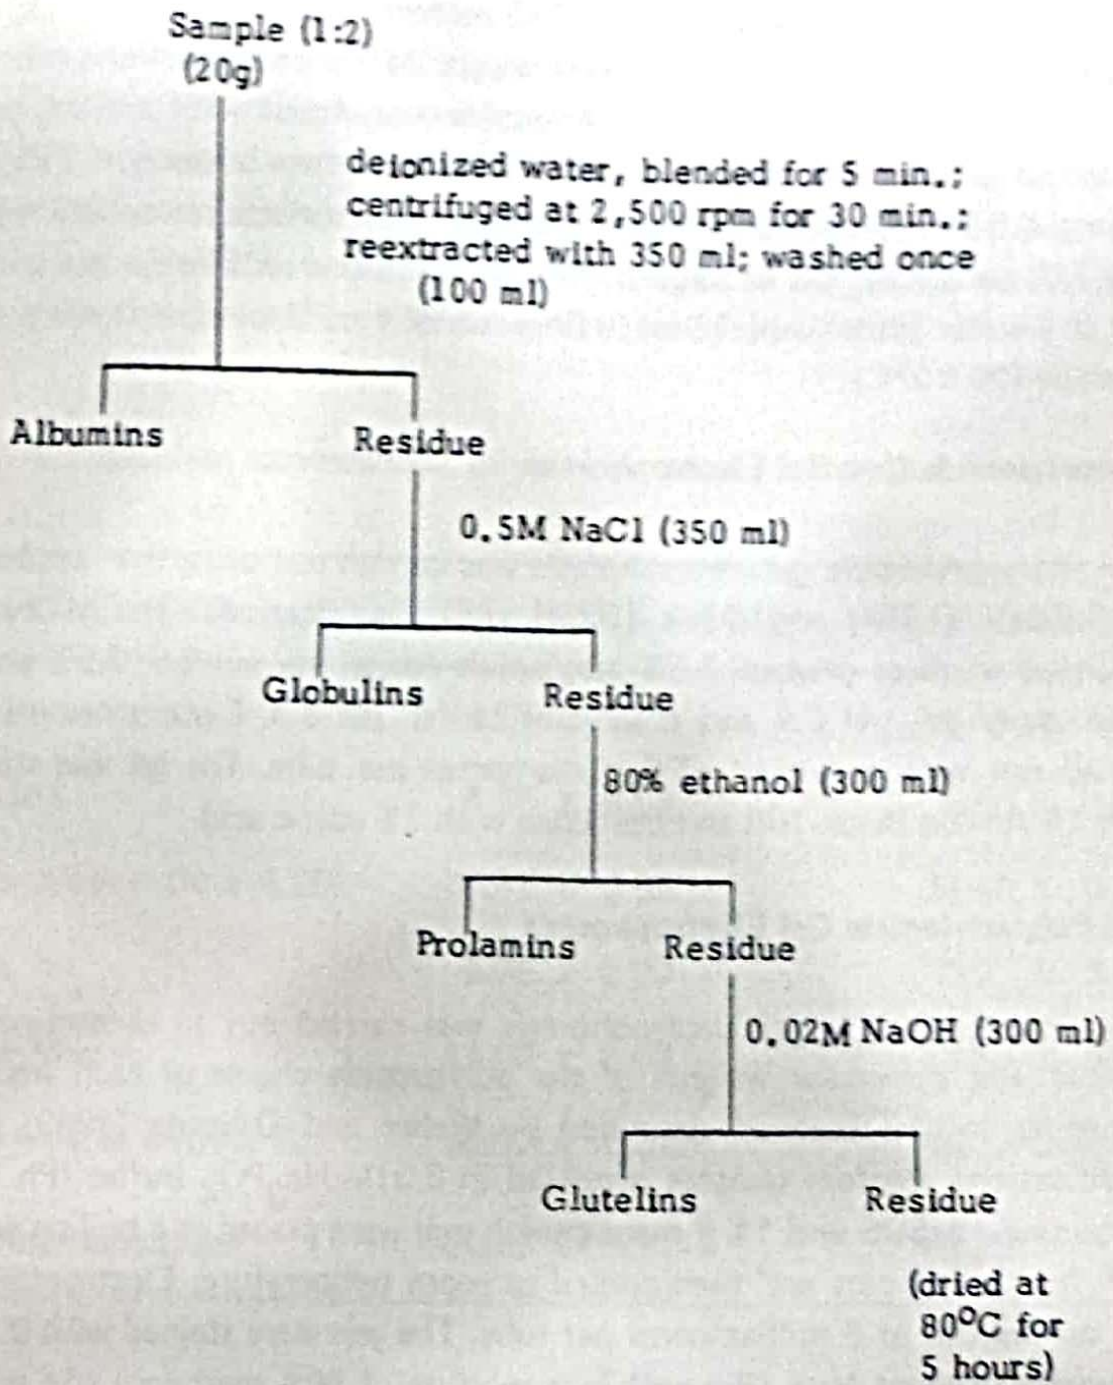 Sample (1:2)
(20g)
deionized water, blended for 5 min.;
centrifuged at 2,500 rpm for 30 min.;
reextracted with 350 ml; washed once
(100 ml)
Albumins Residue
0.5M NaCl (350 ml)
Globulins Residue
80% ethanol (300 ml)
Prolamins Residue
0.02M NaOH (300 ml)
Glutelins Residue
(dried at
80°C for
5 hours)